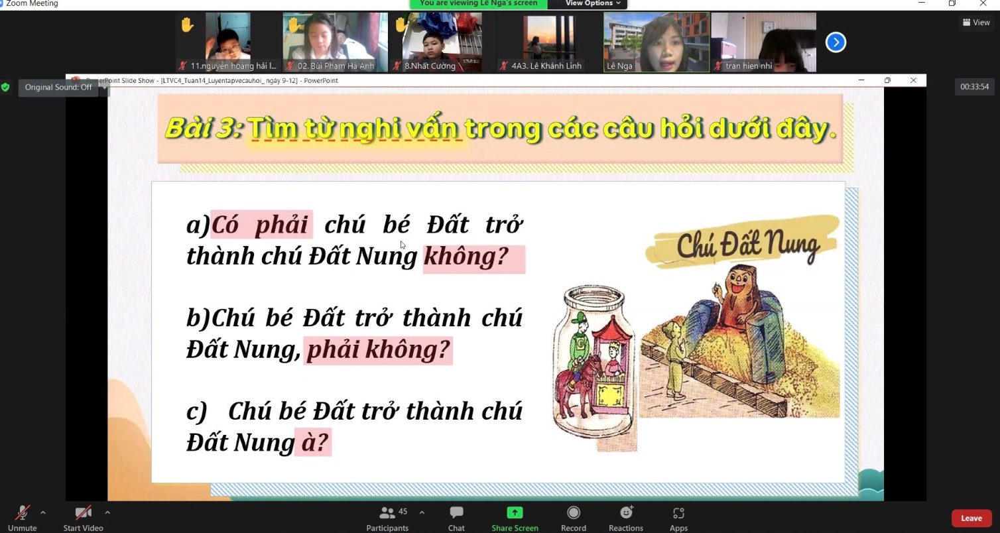 Zoom Meeting
You are viewing Lê Nga's screen
View Options
View
11.nguyễn hoàng hải l...
02. Bùi Phạm Hà Anh
8.Nhất Cường
4A3. Lê Khánh Linh
Lê Nga
tran hien nhi
Original Sound: Off
PowerPoint Slide Show - [LTVC4_Tuan14_Luyentapvecauhoi_ ngày 9-12] - PowerPoint
00:33:54
Bài 3: Tìm từ nghi vấn trong các câu hỏi dưới đây.
a)Có phải chú bé Đất trở
thành chú Đất Nung không?
b)Chú bé Đất trở thành chú
Đất Nung, phải không?
c) Chú bé Đất trở thành chú
Đất Nung à?
Chú Đất Nung
Unmute
Start Video
45
Participants
Chat
Share Screen
Record
Reactions
Apps
Leave